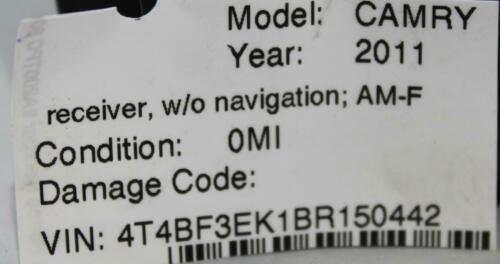 Model: CAMRY
Year: 2011
receiver, w/o navigation; AM-F
Condition: 0MI
Damage Code:
VIN: 4T4BF3EK1BR150442